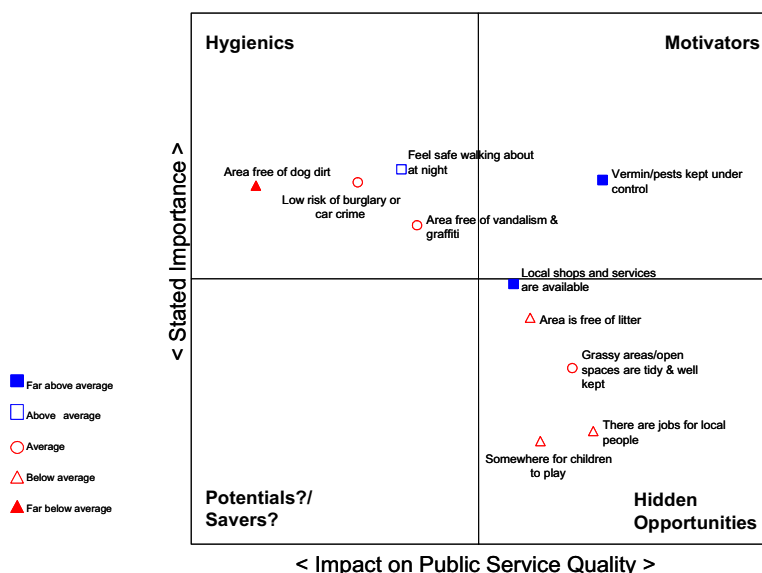 Hygienics
Motivators
Feel safe walking about
at night
Area free of dog dirt
Vermin/pests kept under
control
Low risk of burglary or
car crime
Area free of vandalism &
graffiti
< Stated Importance >
Local shops and services
are available
Area is free of litter
Grassy areas/open
spaces are tidy & well
kept
There are jobs for local
people
Somewhere for children
to play
Far above average
Above average
Average
Below average
Far below average
Potentials?/
Savers?
Hidden
Opportunities
< Impact on Public Service Quality >